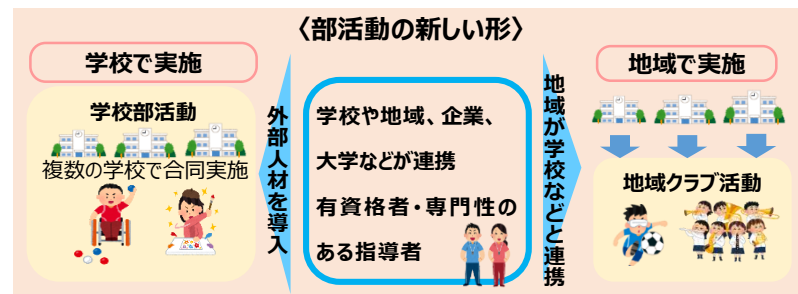 〈部活動の新しい形〉
学校で実施
学校部活動
複数の学校で合同実施
外部人材を導入
学校や地域、企業、
大学などが連携
有資格者・専門性の
ある指導者
地域が学校などと連携
地域で実施
地域クラブ活動